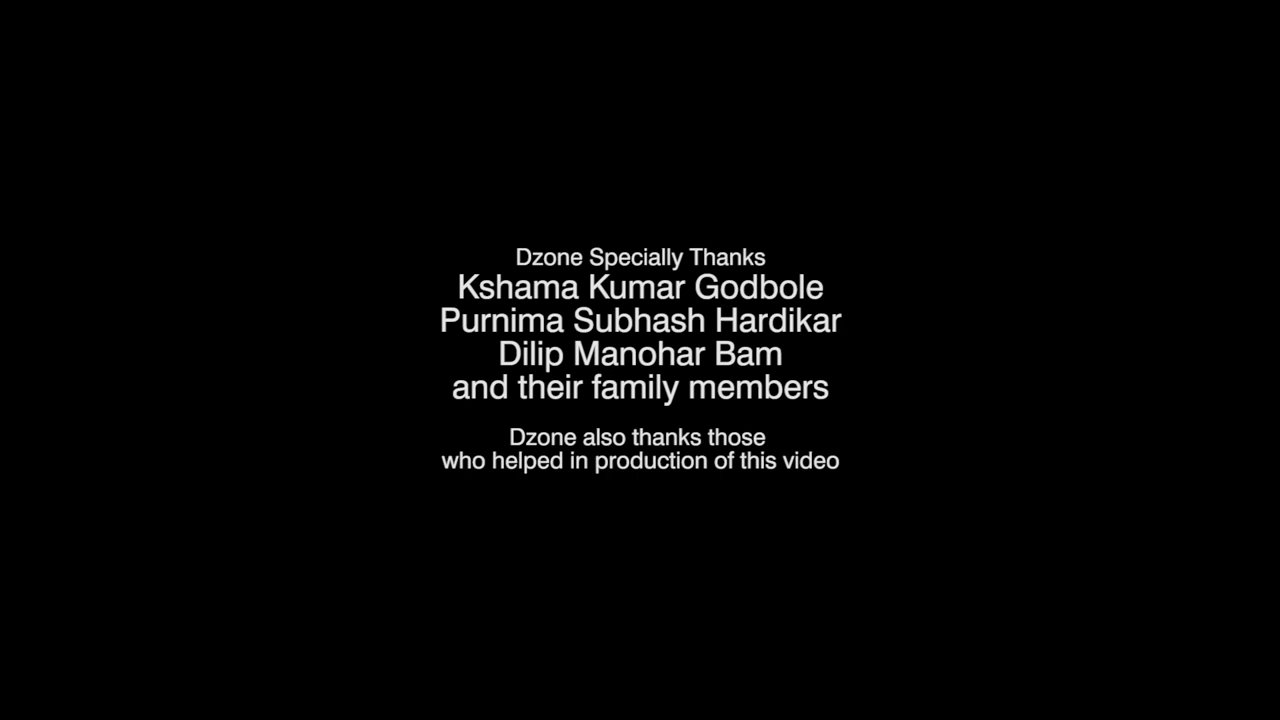 Dzone Specially Thanks
Kshama Kumar Godbole
Purnima Subhash Hardikar
Dilip Manohar Bam
and their family members
Dzone also thanks those
who helped in production of this video